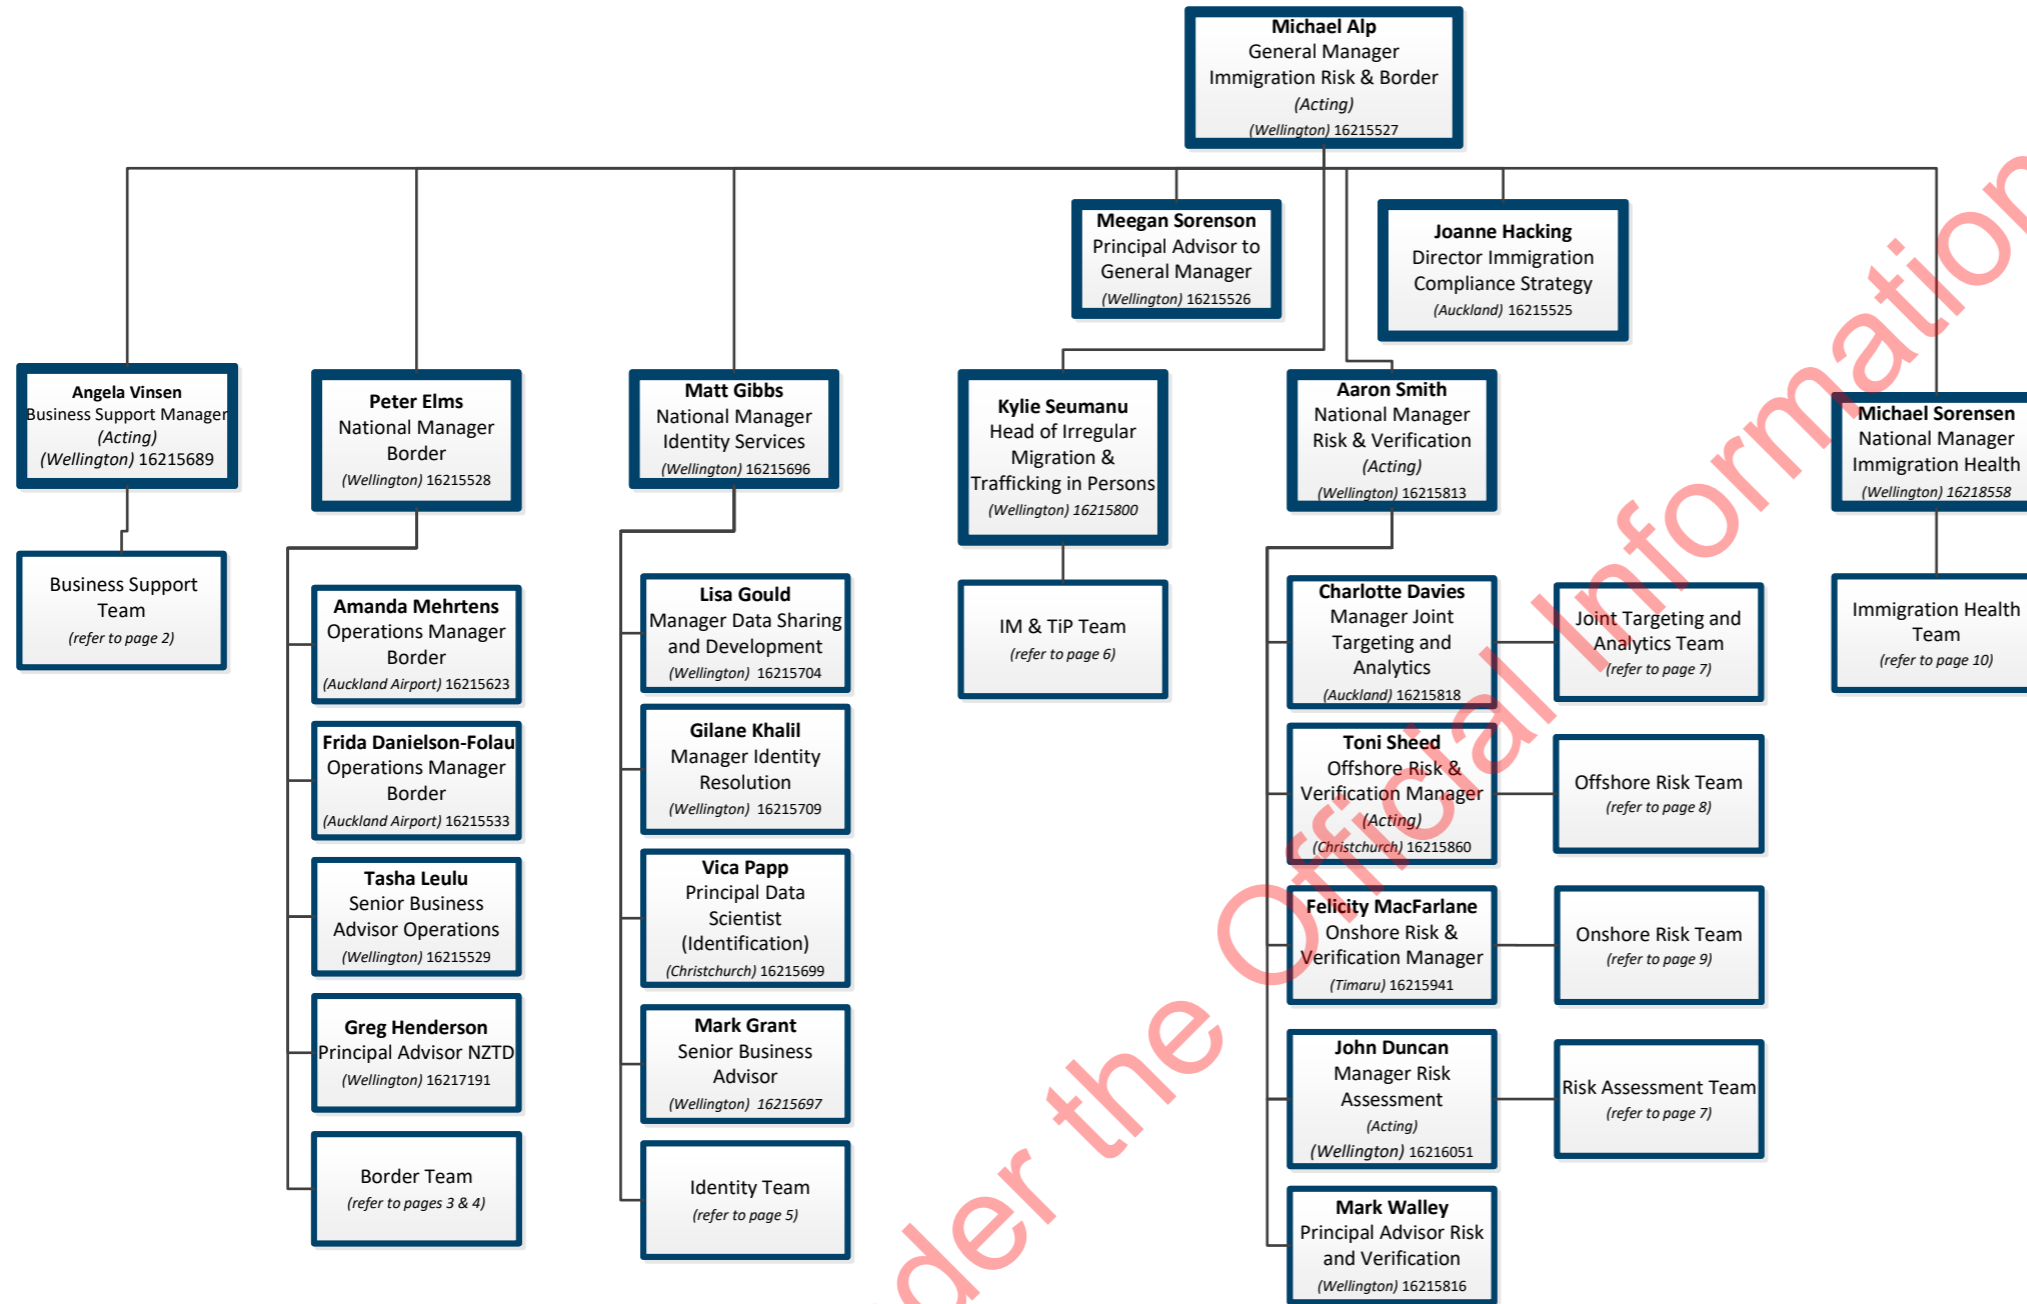 Michael Alp
General Manager
Immigration Risk & Border
(Acting)
(Wellington) 16215527
Meegan Sorenson
Principal Advisor to
General Manager
(Wellington) 16215526
Joanne Hacking
Director Immigration
Compliance Strategy
(Auckland) 16215525
Angela Vinsen
Business Support Manager
(Acting)
(Wellington) 16215689
Peter Elms
National Manager
Border
(Wellington) 16215528
Matt Gibbs
National Manager
Identity Services
(Wellington) 16215696
Kylie Seumanu
Head of Irregular
Migration &
Trafficking in Persons
(Wellington) 16215800
Aaron Smith
National Manager
Risk & Verification
(Acting)
(Wellington) 16215813
Michael Sorensen
National Manager
Immigration Health
(Wellington) 16218558
Business Support
Team
(refer to page 2)
Amanda Mehrtens
Operations Manager
Border
(Auckland Airport) 16215623
Frida Danielson-Folau
Operations Manager
Border
(Auckland Airport) 16215533
Tasha Leulu
Senior Business
Advisor Operations
(Wellington) 16215529
Greg Henderson
Principal Advisor NZTD
(Wellington) 16217191
Border Team
(refer to pages 3 & 4)
Lisa Gould
Manager Data Sharing
and Development
(Wellington) 16215704
Gilane Khalil
Manager Identity
Resolution
(Wellington) 16215709
Vica Papp
Principal Data
Scientist
(Identification)
(Christchurch) 16215699
Mark Grant
Senior Business
Advisor
(Wellington) 16215697
Identity Team
(refer to page 5)
IM & TiP Team
(refer to page 6)
Charlotte Davies
Manager Joint
Targeting and
Analytics
(Auckland) 16215818
Joint Targeting and
Analytics Team
(refer to page 7)
Toni Sheed
Offshore Risk &
Verification Manager
(Acting)
(Christchurch) 16215860
Offshore Risk Team
(refer to page 8)
Felicity MacFarlane
Onshore Risk &
Verification Manager
(Timaru) 16215941
Onshore Risk Team
(refer to page 9)
John Duncan
Manager Risk
Assessment
(Acting)
(Wellington) 16216051
Risk Assessment Team
(refer to page 7)
Mark Walley
Principal Advisor Risk
and Verification
(Wellington) 16215816
Immigration Health
Team
(refer to page 10)
der the Official Information